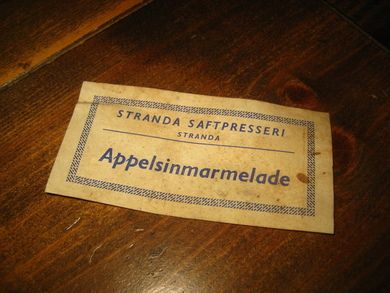 STRANDA SAFTPRESSERI
STRANDA
Appelsinmarmelade